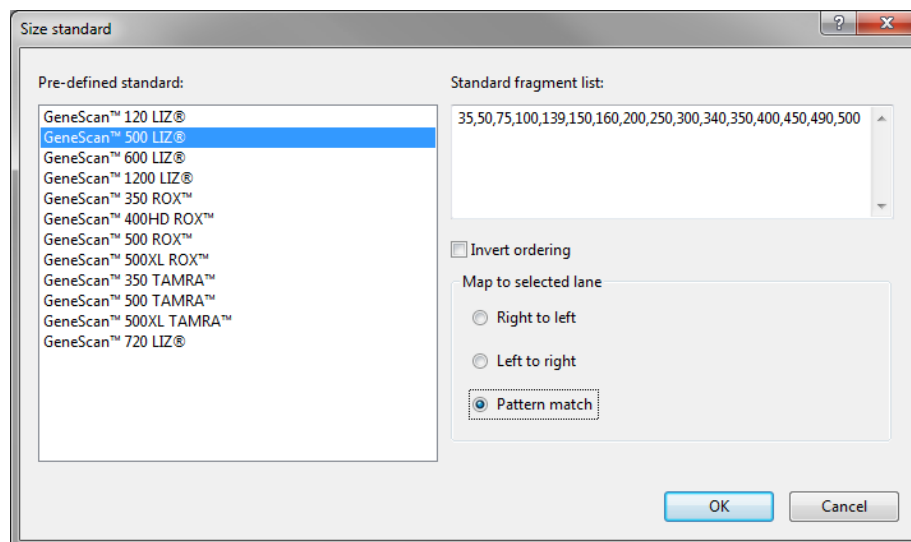 Size standard
Pre-defined standard:
GeneScan™ 120 LIZ®
GeneScan™ 500 LIZ®
GeneScan™ 600 LIZ®
GeneScan™ 1200 LIZ®
GeneScan™ 350 ROX™
GeneScan™ 400HD ROX™
GeneScan™ 500 ROX™
GeneScan™ 500XL ROX™
GeneScan™ 350 TAMRA™
GeneScan™ 500 TAMRA™
GeneScan™ 500XL TAMRA™
GeneScan™ 720 LIZ®
Standard fragment list:
35,50,75,100,139,150,160,200,250,300,340,350,400,450,490,500
Invert ordering
Map to selected lane
Right to left
Left to right
Pattern match
OK
Cancel